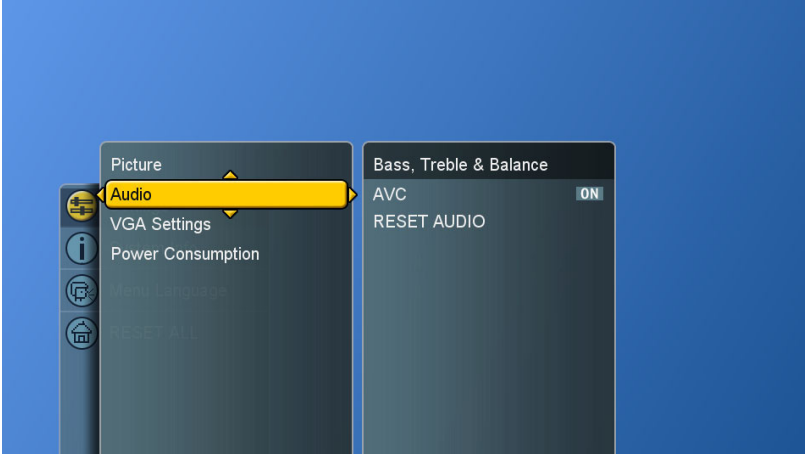 Picture
Audio
VGA Settings
Power Consumption
Menu Language
RESET ALL
Bass, Treble & Balance
AVC ON
RESET AUDIO